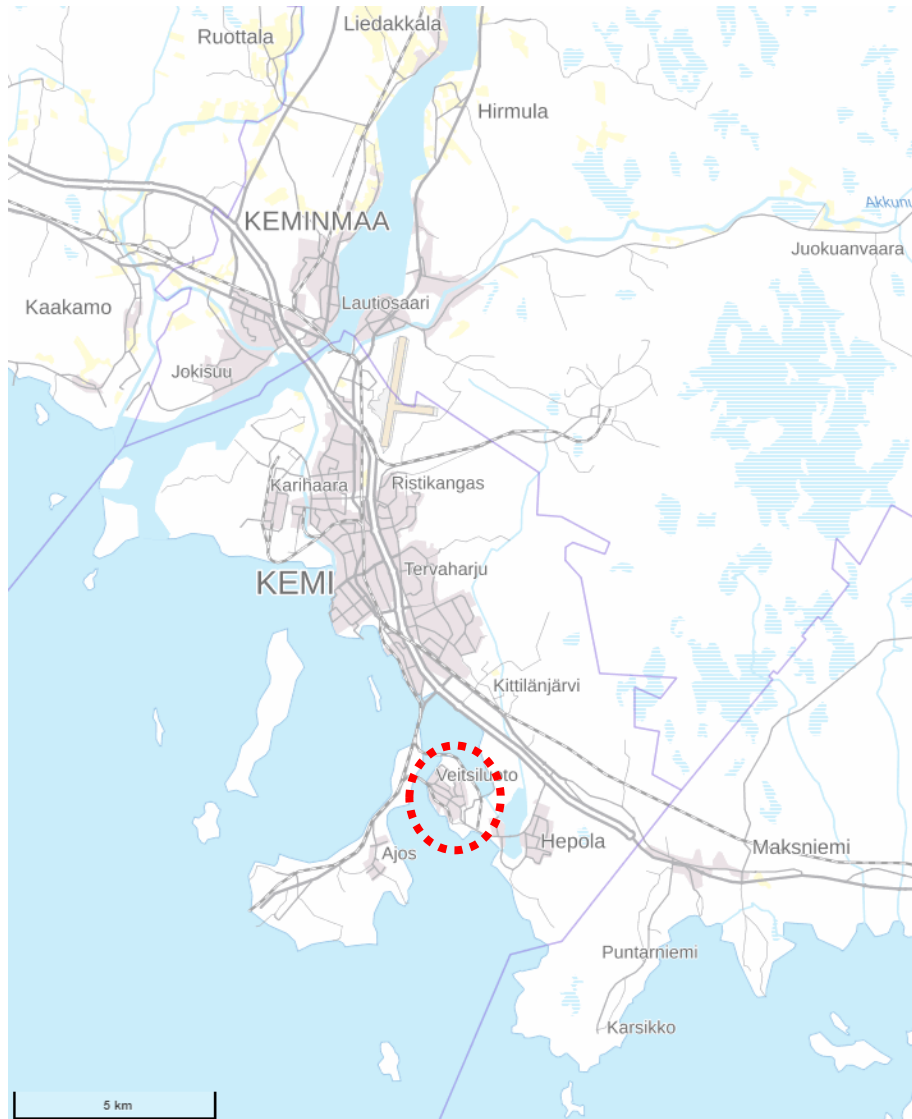 Liedakkala
Ruottala
Hirmula
Akkunu
KEMINMAA
Juokuanvaara
Lautiosaari
Kaakamo
Jokisuu
Karihaara
Ristikangas
KEMI
Tervaharju
Kittilänjärvi
Veitsiluoto
Hepola
Maksniemi
Ajos
Puntarniemi
Karsikko
5 km